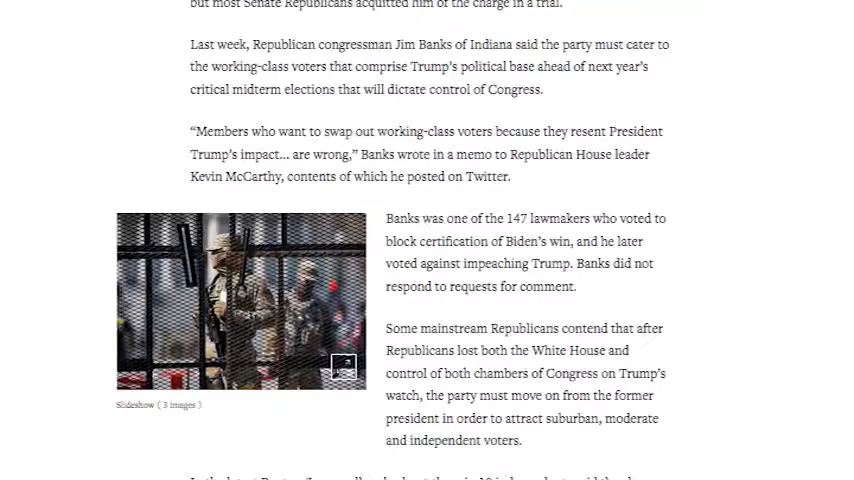 but most Senate Republicans acquitted him of the charge in a trial.
Last week, Republican congressman Jim Banks of Indiana said the party must cater to
the working-class voters that comprise Trump’s political base ahead of next year’s
critical midterm elections that will dictate control of Congress.
“Members who want to swap out working-class voters because they resent President
Trump’s impact… are wrong,” Banks wrote in a memo to Republican House leader
Kevin McCarthy, contents of which he posted on Twitter.
Banks was one of the 147 lawmakers who voted to
block certification of Biden’s win, and he later
voted against impeaching Trump. Banks did not
respond to requests for comment.
Slideshow ( 3 images )
Some mainstream Republicans contend that after
Republicans lost both the White House and
control of both chambers of Congress on Trump’s
watch, the party must move on from the former
president in order to attract suburban, moderate
and independent voters.